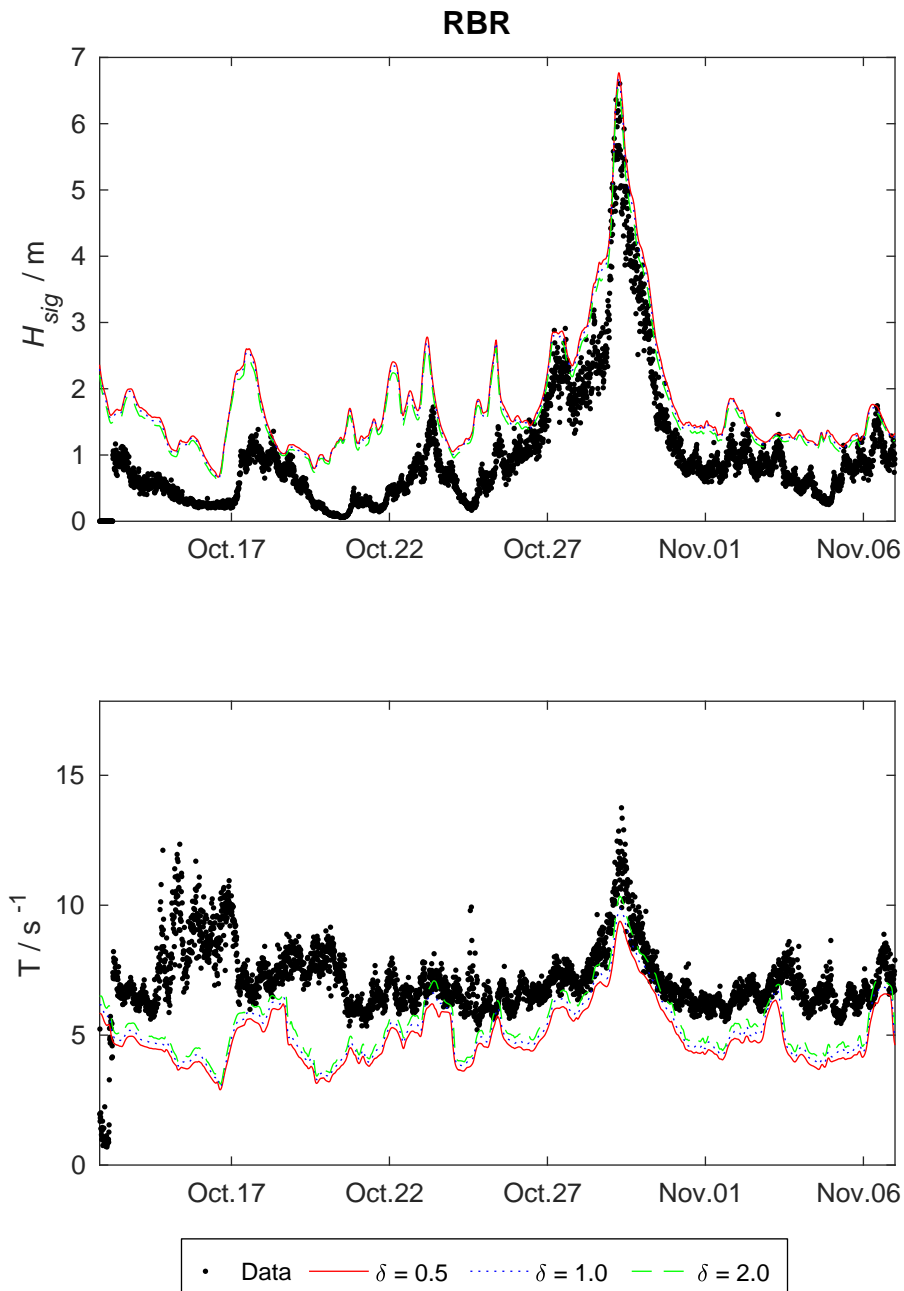 RBR
7
6
5
4
3
2
1
0
H_sig / m
Oct.17 Oct.22 Oct.27 Nov.01 Nov.06
15
10
5
0
T / s^-1
Oct.17 Oct.22 Oct.27 Nov.01 Nov.06
Data δ = 0.5 δ = 1.0 δ = 2.0